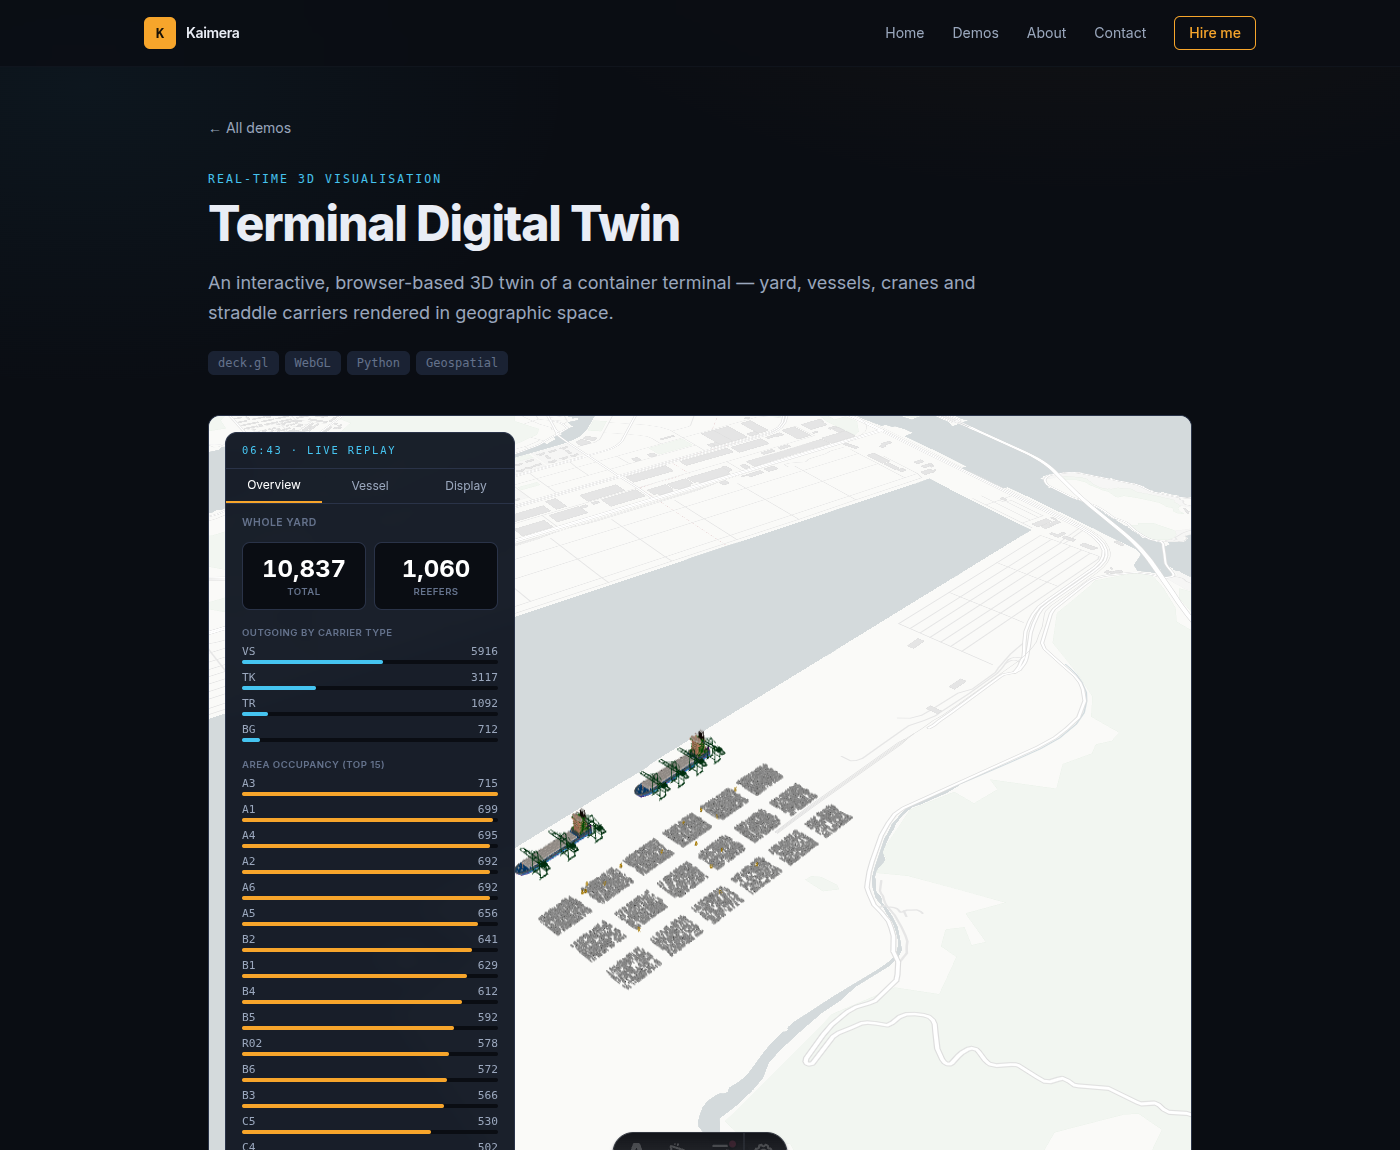 K
Kaimera
Home
Demos
About
Contact
Hire me
← All demos
REAL-TIME 3D VISUALISATION
Terminal Digital Twin
An interactive, browser-based 3D twin of a container terminal — yard, vessels, cranes and
straddle carriers rendered in geographic space.
deck.gl
WebGL
Python
Geospatial
06:43 · LIVE REPLAY
Overview
Vessel
Display
WHOLE YARD
10,837
TOTAL
1,060
REEFERS
OUTGOING BY CARRIER TYPE
VS 5916
TK 3117
TR 1092
BG 712
AREA OCCUPANCY (TOP 15)
A3 715
A1 699
A4 695
A2 692
A6 692
A5 656
B2 641
B1 629
B4 612
B5 592
R02 578
B6 572
B3 566
C5 530
C4 502